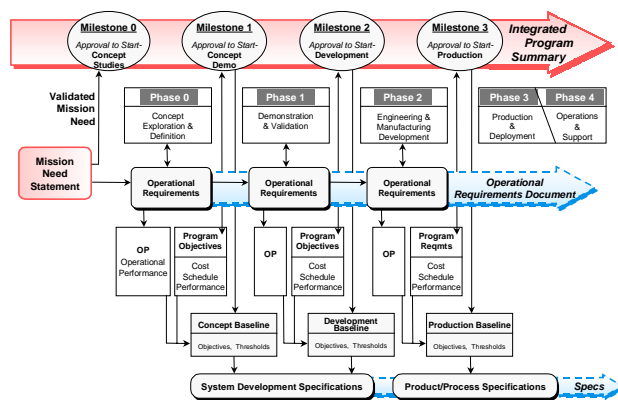 Milestone 0
Approval to Start-
Concept
Studies
Milestone 1
Approval to Start-
Concept
Demo
Milestone 2
Approval to Start-
Development
Milestone 3
Approval to Start-
Production
Integrated
Program
Summary
Validated
Mission
Need
Phase 0
Concept
Exploration &
Definition
Phase 1
Demonstration
& Validation
Phase 2
Engineering &
Manufacturing
Development
Phase 3
Production
&
Deployment
Phase 4
Operations
&
Support
Mission
Need
Statement
Operational
Requirements
Operational
Requirements
Operational
Requirements
Operational
Requirements Document
OP
Operational
Performance
Program
Objectives
Cost
Schedule
Performance
OP
Program
Objectives
Cost
Schedule
Performance
OP
Program
Reqmts
Cost
Schedule
Performance
Concept Baseline
Objectives, Thresholds
Development
Baseline
Objectives, Thresholds
Production Baseline
Objectives, Thresholds
System Development Specifications
Product/Process Specifications
Specs